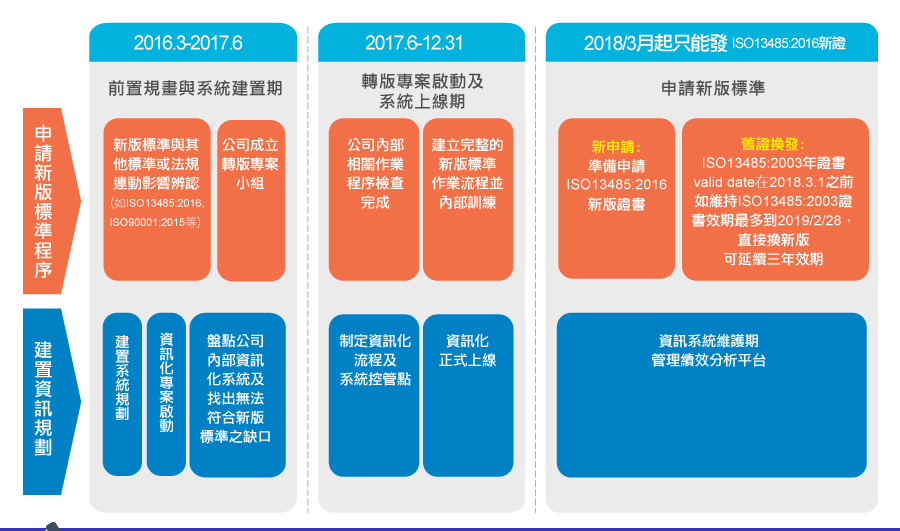 2016.3-2017.6
2017.6-12.31
2018/3月起只能發 ISO13485:2016新證
前置規畫與系統建置期
轉版專案啟動及
系統上線期
申請新版標準
申請新版標準程序
新版標準與其
他標準或法規
連動影響辨認
(如ISO13485:2016,
ISO90001:2015等)
公司成立
轉版專案
小組
公司內部
相關作業
程序檢查
完成
建立完整的
新版標準
作業流程並
內部訓練
新申請:
準備申請
ISO13485:2016
新版證書
舊證換發:
ISO13485:2003年證書
valid date在2018.3.1之前
如維持ISO13485:2003證
書效期最多到2019/2/28，
直接換新版
可延續三年效期
建置資訊規劃
建置系統規劃
資訊化專案啟動
盤點公司
內部資訊
化系統及
找出無法
符合新版
標準之缺口
制定資訊化
流程及
系統控管點
資訊化
正式上線
資訊系統維護期
管理績效分析平台